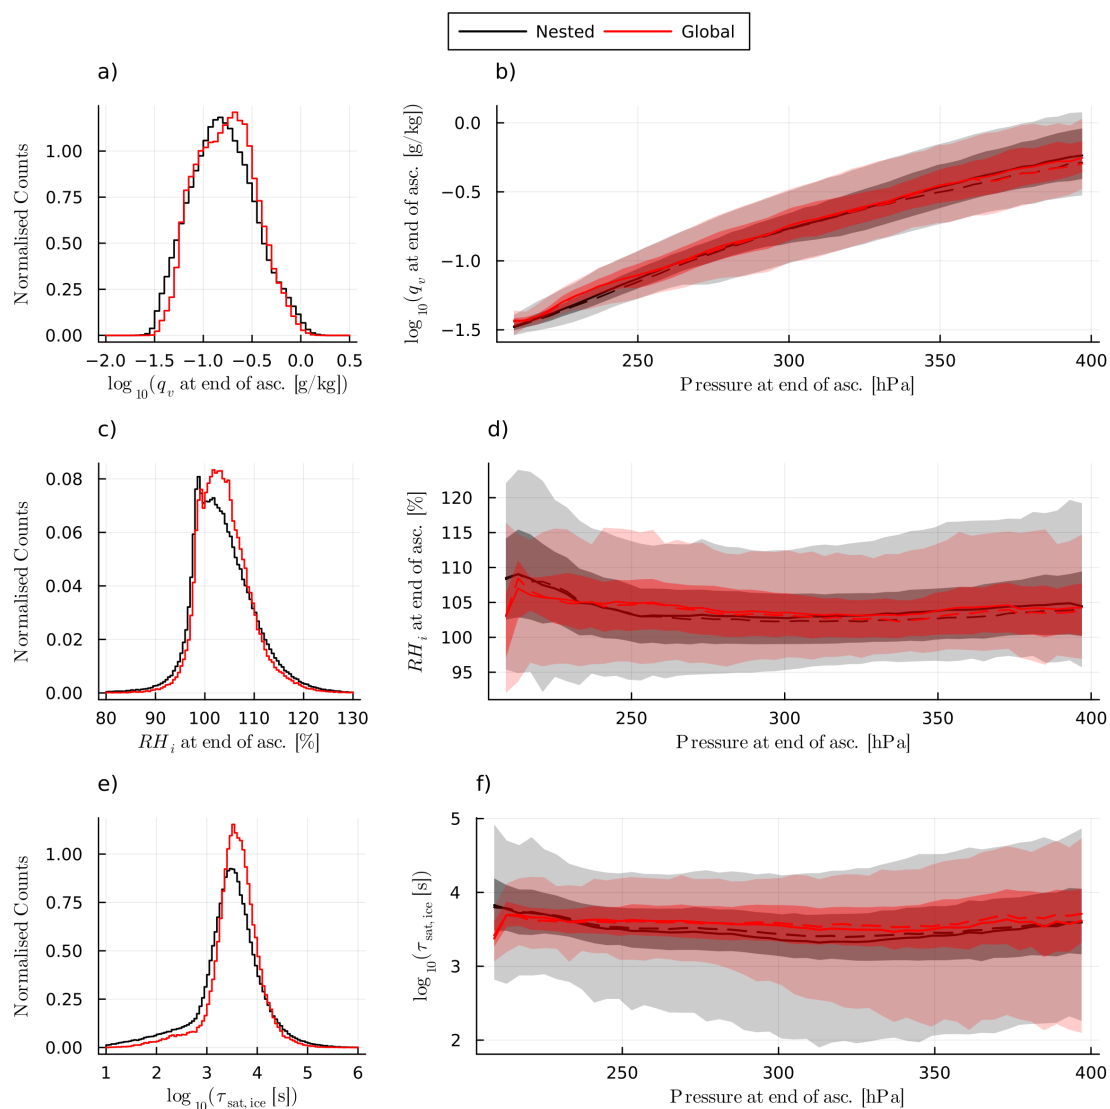 Nested Global
a) b)
Normalised Counts
1.00
0.75
0.50
0.25
0.00
−2.0 −1.5 −1.0 −0.5 0.0 0.5
log₁₀(qᵥ at end of asc. [g/kg])
log₁₀(qᵥ at end of asc. [g/kg])
0.0
−0.5
−1.0
−1.5
250 300 350 400
Pressure at end of asc. [hPa]
c) d)
Normalised Counts
0.08
0.06
0.04
0.02
0.00
80 90 100 110 120 130
RHᵢ at end of asc. [%]
RHᵢ at end of asc. [%]
120
115
110
105
100
95
250 300 350 400
Pressure at end of asc. [hPa]
e) f)
Normalised Counts
1.00
0.75
0.50
0.25
0.00
1 2 3 4 5 6
log₁₀(τ sat, ice [s])
log₁₀(τ sat, ice [s])
5
4
3
2
250 300 350 400
Pressure at end of asc. [hPa]